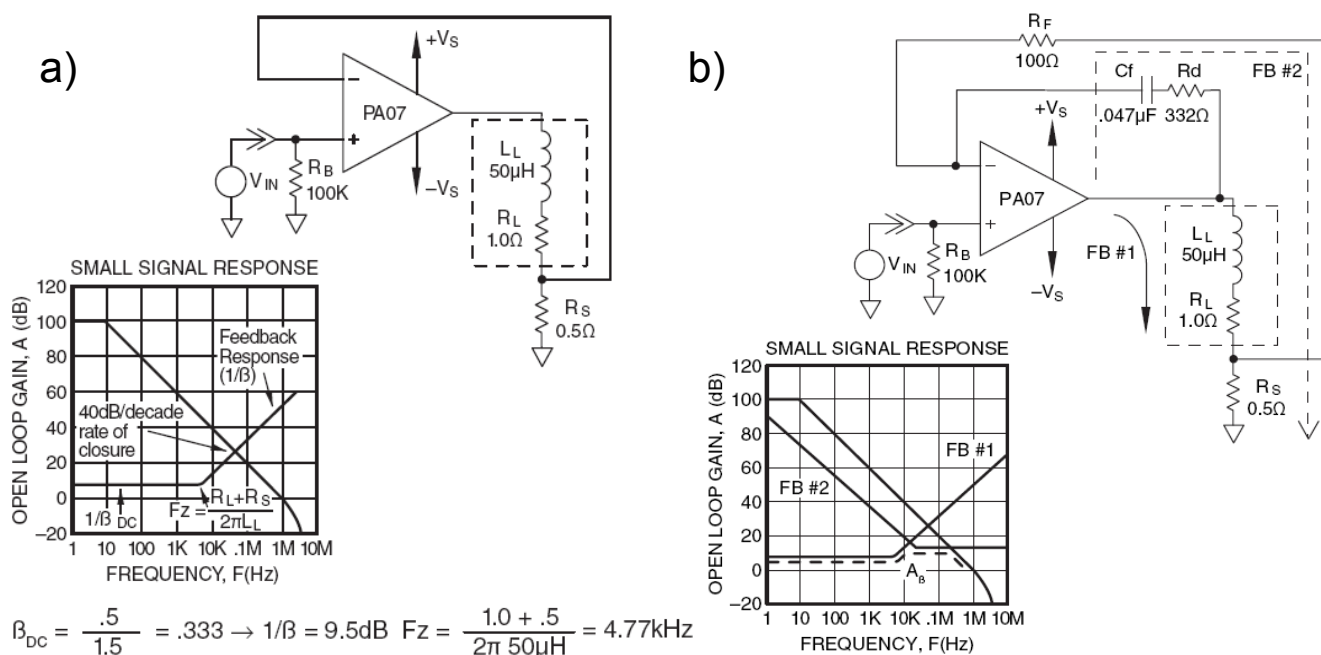 a)
+VS
−
PA07
+
VIN
RB
100K
−VS
LL
50µH
RL
1.0Ω
RS
0.5Ω
SMALL SIGNAL RESPONSE
OPEN LOOP GAIN, A (dB)
120
100
80
60
40
20
0
−20
Feedback
Response
(1/ß)
40dB/decade
rate of
closure
1/ß DC
Fz = RL+RS
2πLL
1 10 100 1K 10K .1M 1M 10M
FREQUENCY, F(Hz)
ßDC = .5 / 1.5 = .333 → 1/ß = 9.5dB Fz = 1.0 + .5 / 2π 50µH = 4.77kHz
b)
RF
100Ω
FB #2
Cf Rd
.047µF 332Ω
+VS
−
PA07
+
VIN
RB
100K
−VS
FB #1
LL
50µH
RL
1.0Ω
RS
0.5Ω
SMALL SIGNAL RESPONSE
OPEN LOOP GAIN, A (dB)
120
100
80
60
40
20
0
−20
FB #1
FB #2
Aß
1 10 100 1K 10K .1M 1M 10M
FREQUENCY, F(Hz)